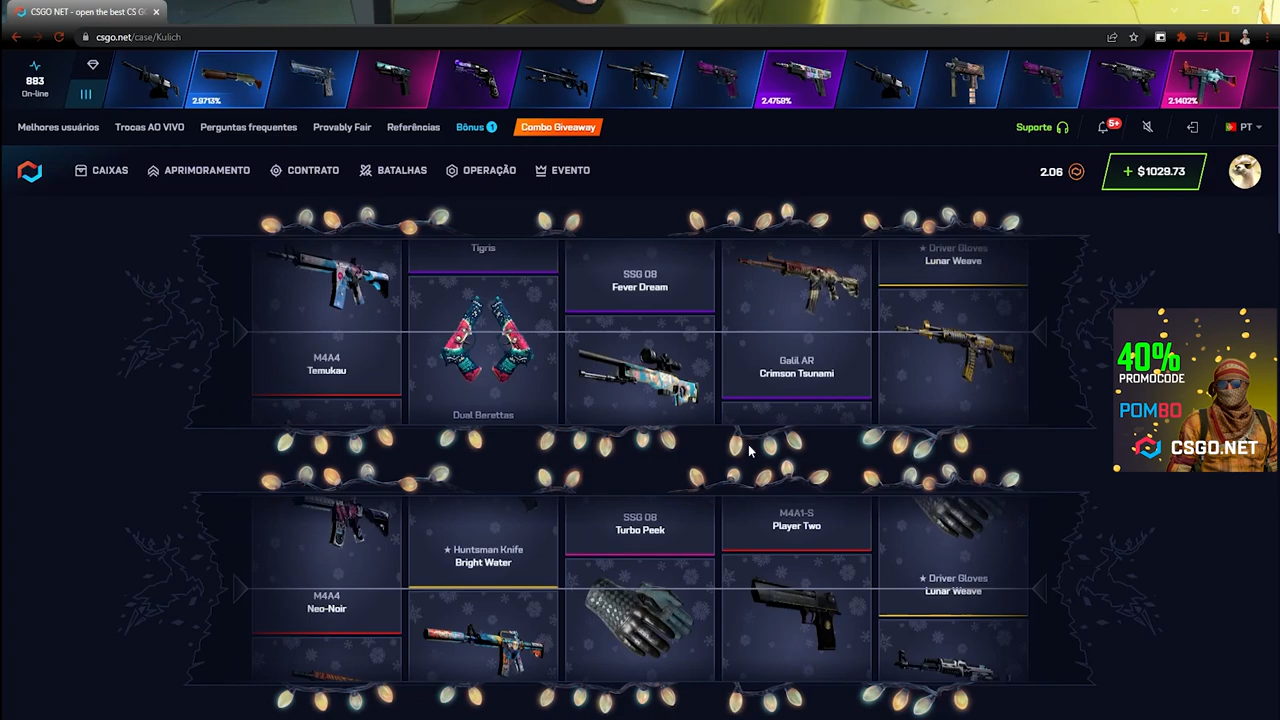 CSGO NET - open the best CS G
csgo.net/case/Kulich
883
On-line
2.9713%
2.4758%
2.1402%
Melhores usuários
Trocas AO VIVO
Perguntas frequentes
Provably Fair
Referências
Bônus 1
Combo Giveaway
Suporte
5+
PT
CAIXAS
APRIMORAMENTO
CONTRATO
BATALHAS
OPERAÇÃO
EVENTO
2.06
+ $1029.73
M4A4
Temukau
Tigris
Dual Berettas
SSG 08
Fever Dream
Galil AR
Crimson Tsunami
★ Driver Gloves
Lunar Weave
40%
PROMOCODE
POMBO
CSGO.NET
M4A4
Neo-Noir
★ Huntsman Knife
Bright Water
SSG 08
Turbo Peek
M4A1-S
Player Two
★ Driver Gloves
Lunar Weave